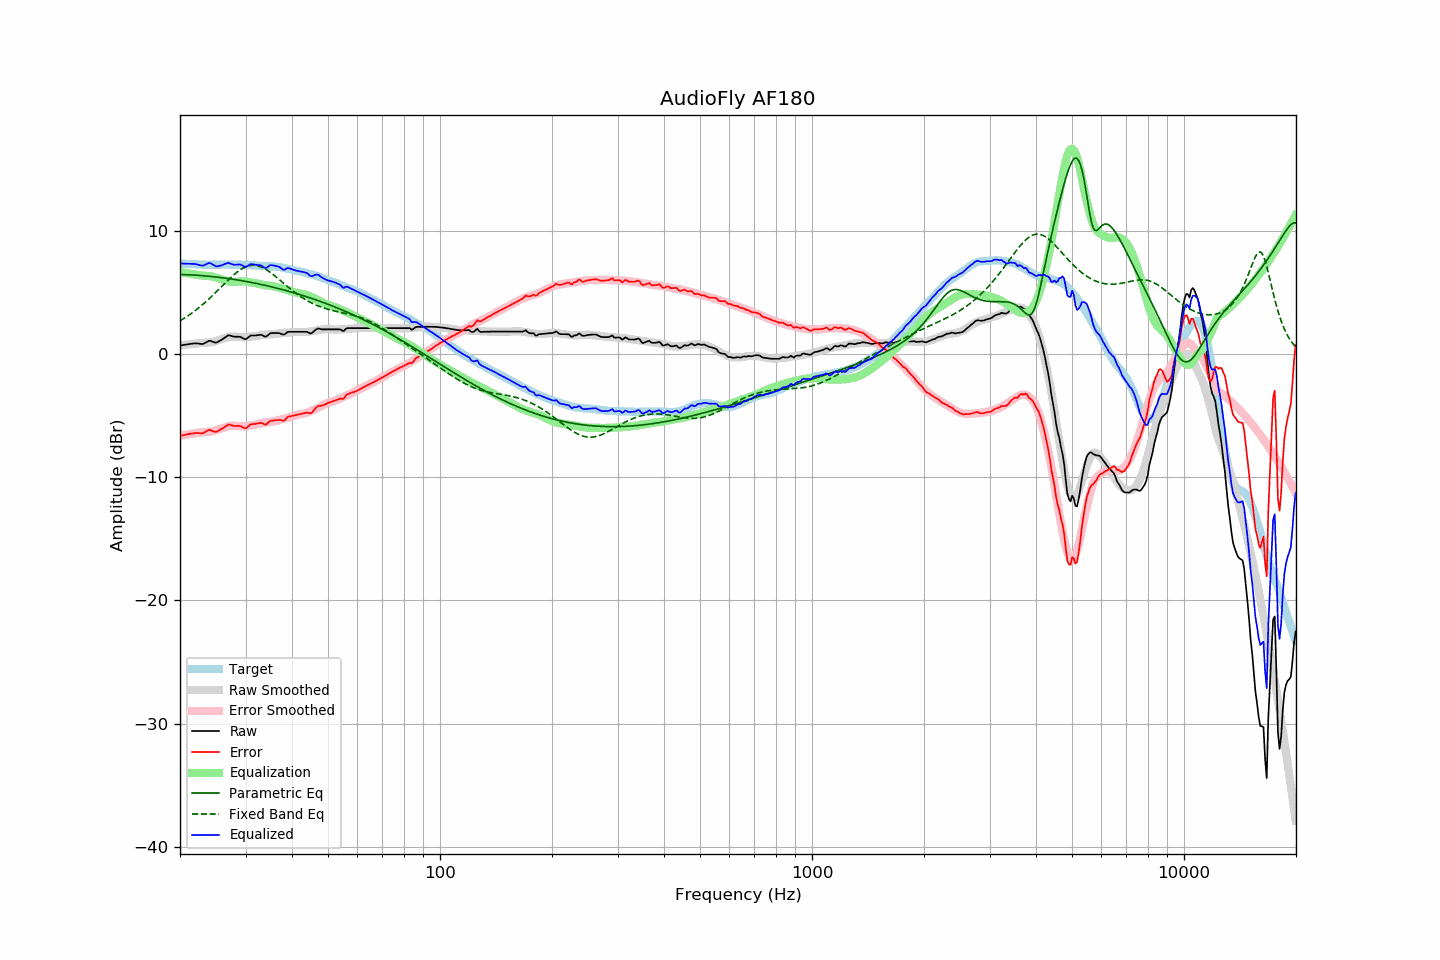 AudioFly AF180
Amplitude (dBr)
10
0
−10
−20
−30
−40
Target
Raw Smoothed
Error Smoothed
Raw
Error
Equalization
Parametric Eq
Fixed Band Eq
Equalized
100
1000
10000
Frequency (Hz)